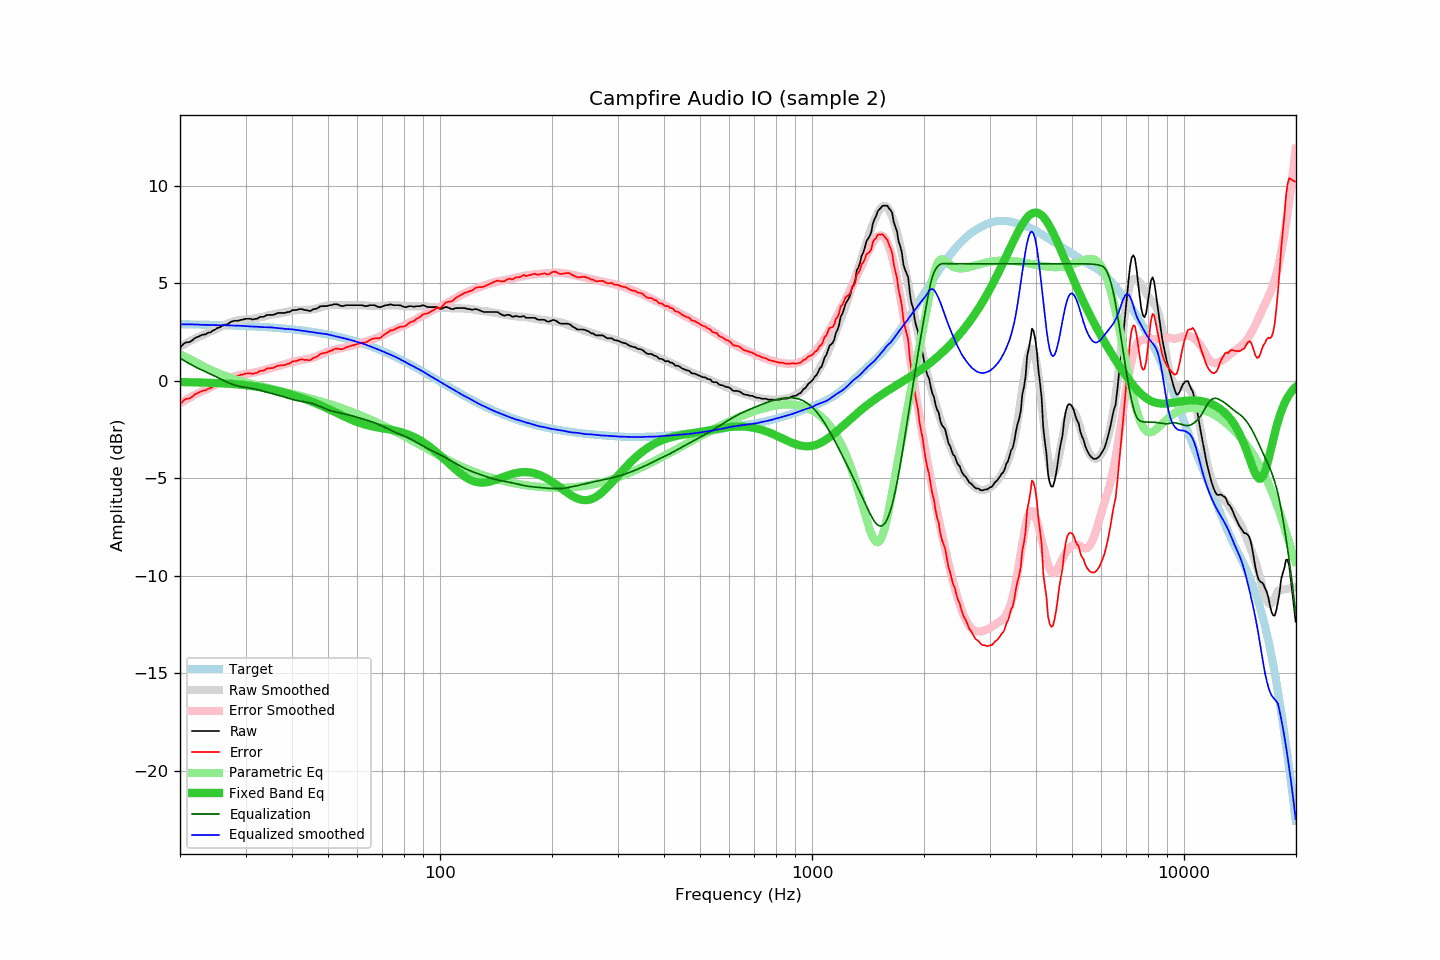 Campfire Audio IO (sample 2)
Amplitude (dBr)
10
5
0
−5
−10
−15
−20
Target
Raw Smoothed
Error Smoothed
Raw
Error
Parametric Eq
Fixed Band Eq
Equalization
Equalized smoothed
100
1000
10000
Frequency (Hz)